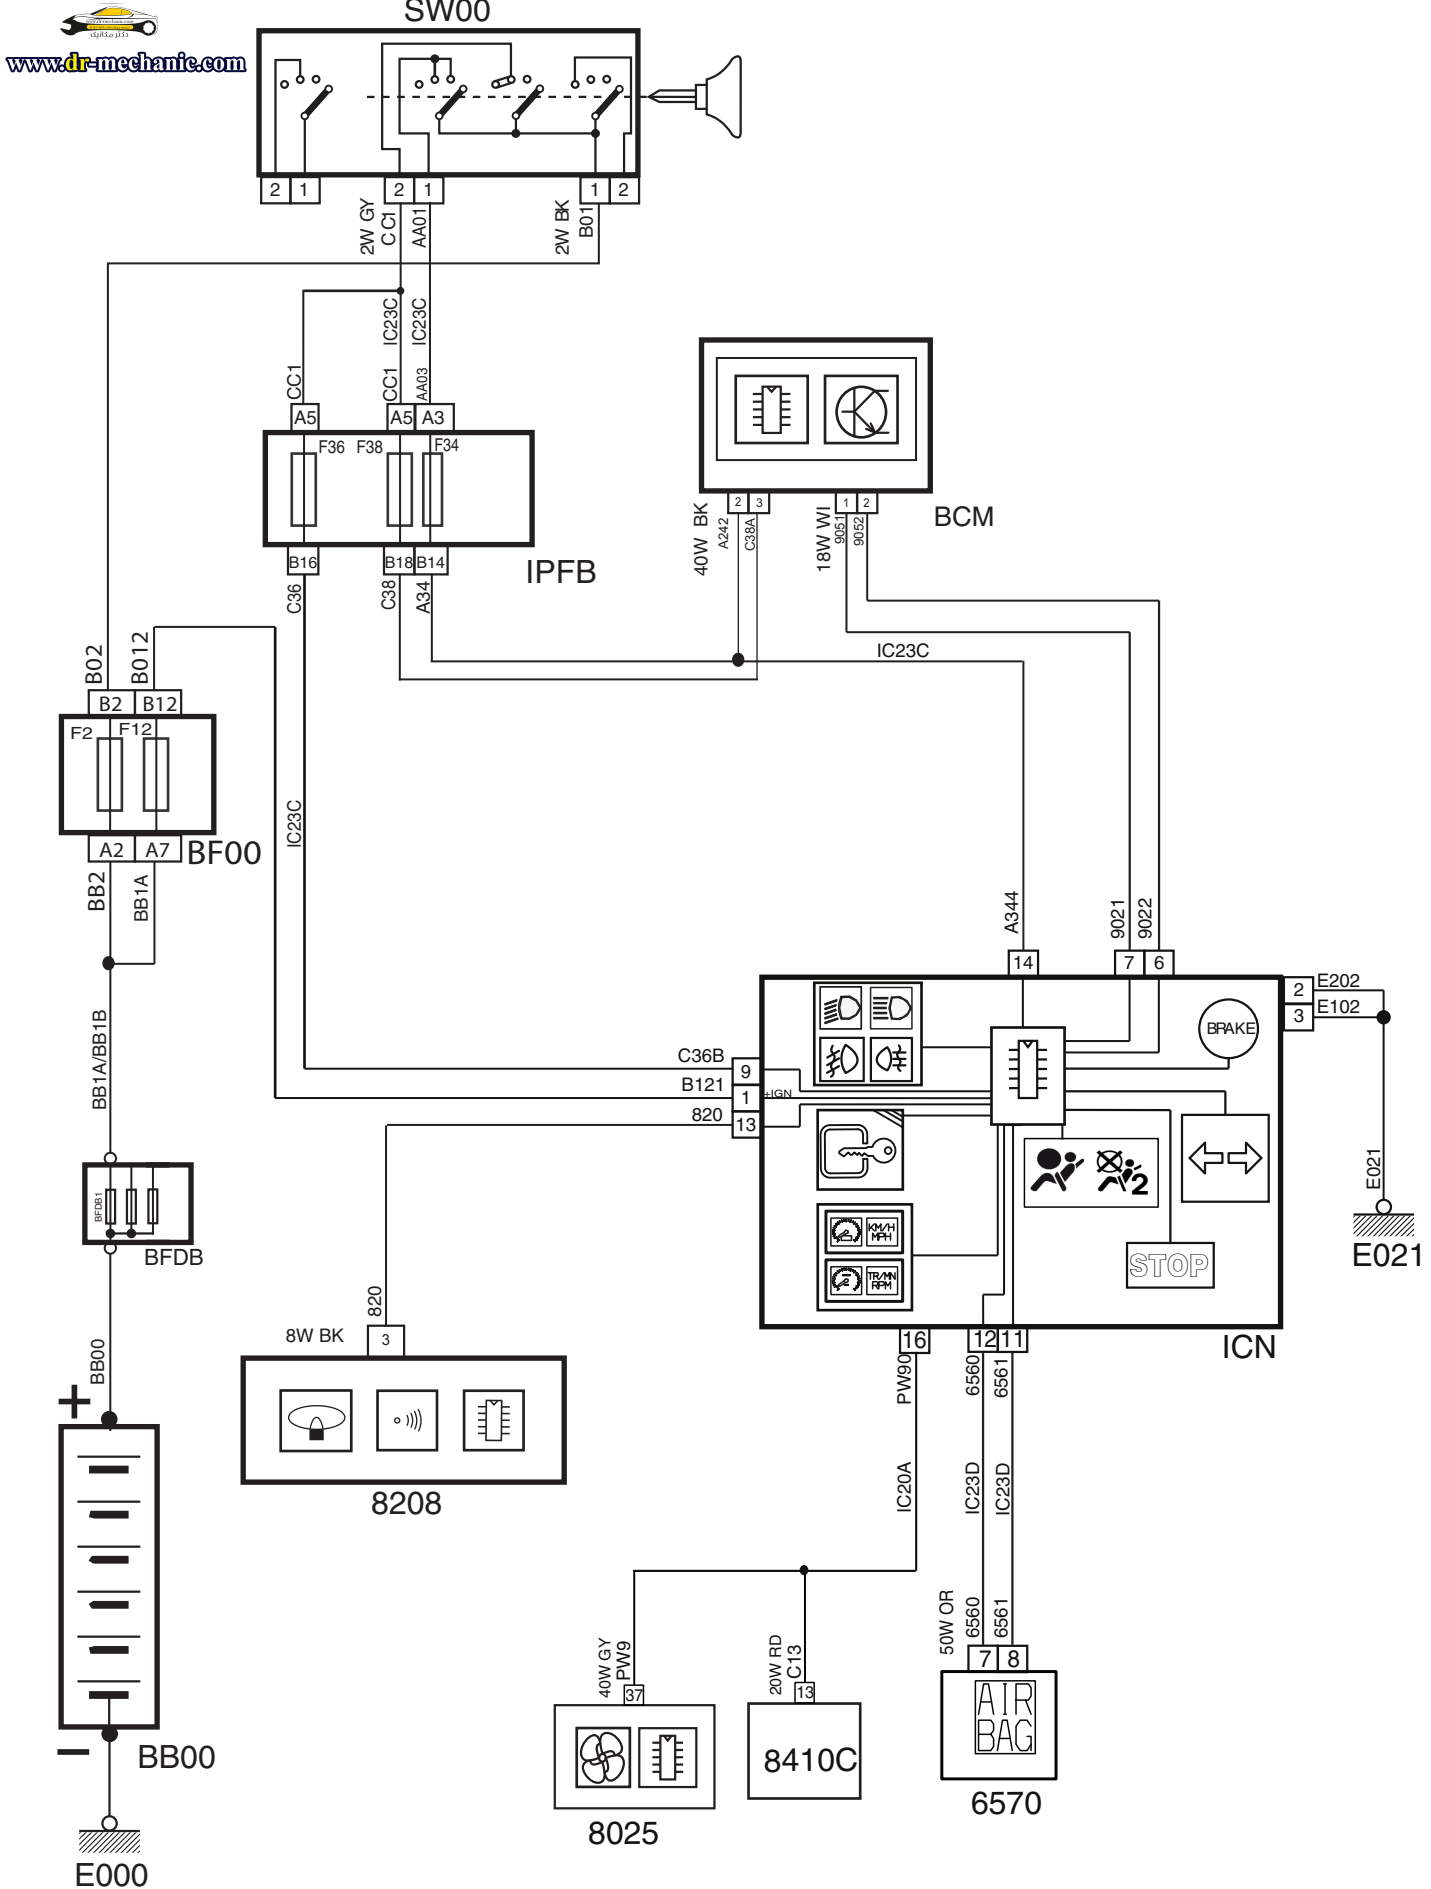 SW00
دکتر مکانیک
www.dr-mechanic.com
2 1
2 1
1 2
2W GY
CC1
AA01
2W BK
B01
IC23C
IC23C
CC1
CC1
AA03
A5
A5 A3
F36 F38 F34
B16
B18 B14
IPFB
C36
C38
A34
2 3
1 2
BCM
40W BK
A242
C38A
18W WI
9051
9052
IC23C
B02
B012
B2 B12
F2 F12
A2 A7
BF00
BB2
BB1A
IC23C
A344
9021
9022
14
7 6
2 E202
3 E102
BRAKE
BB1A/BB1B
C36B 9
B121 1 +IGN
820 13
2
E021
E021
KM/H
MPH
TR/MN
RPM
STOP
BFDB1
BFDB
820
8W BK 3
8208
16
12 11
ICN
BB00
PW90
6560
6561
IC20A
IC23D
IC23D
+
−
BB00
E000
40W GY
PW9
37
8025
20W RD
C13
13
8410C
50W OR
6560
6561
7 8
AIR
BAG
6570